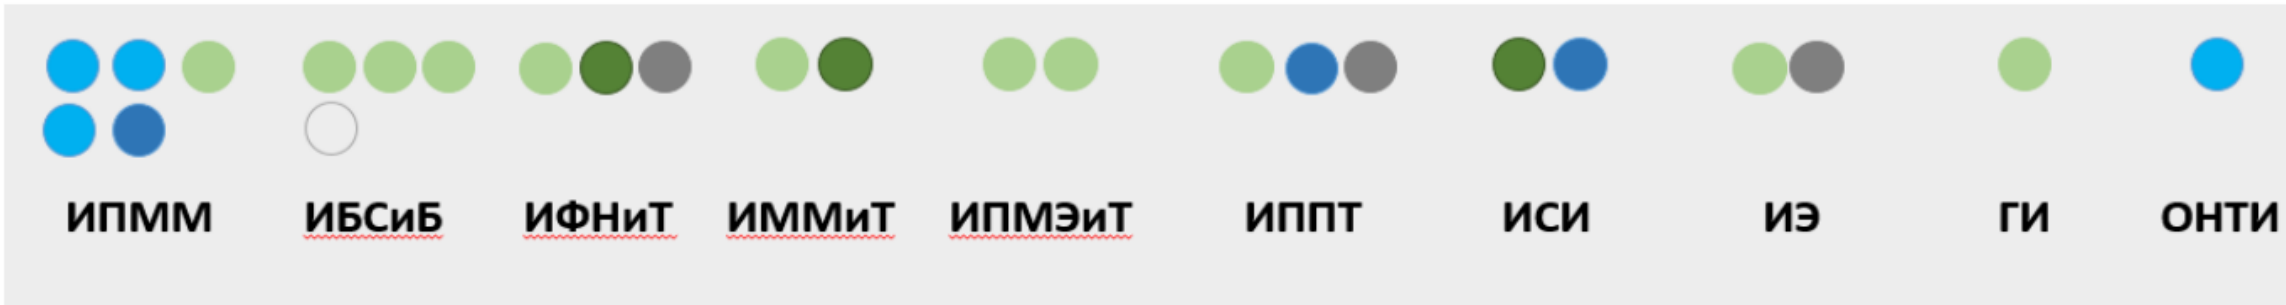 ИПММ ИБСиБ ИФНиТ ИММиТ ИПМЭиТ ИППТ ИСИ ИЭ ГИ ОНТИ